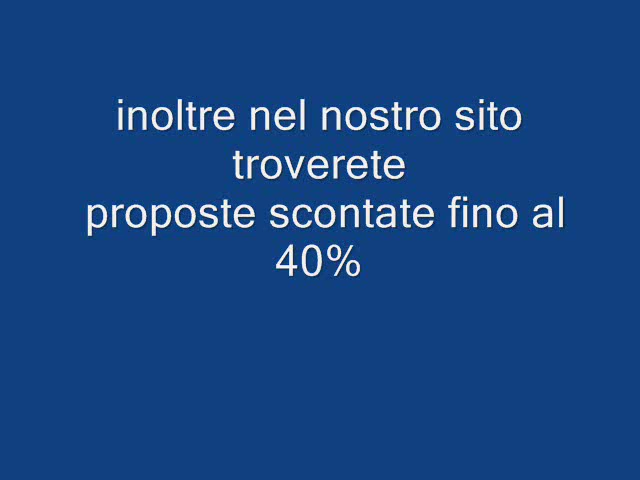 inoltre nel nostro sito
troverete
proposte scontate fino al
40%